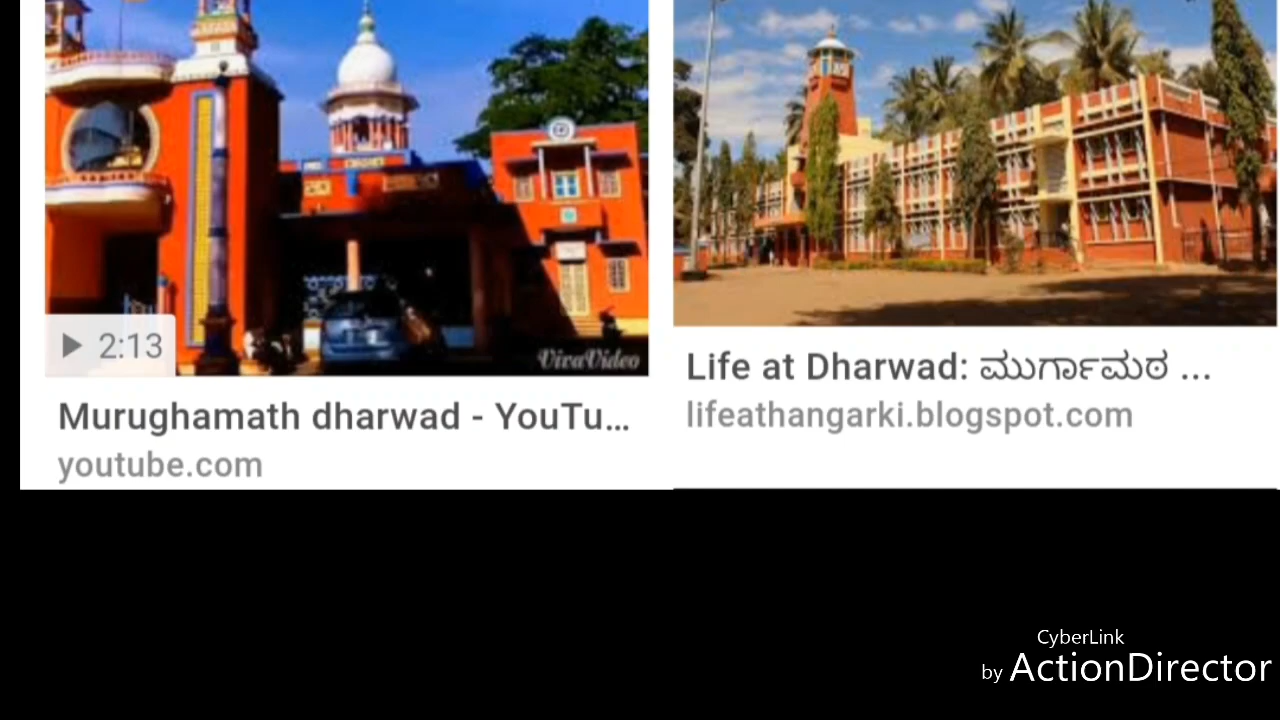 2:13
VivaVideo
Murughamath dharwad - YouTu...
youtube.com
Life at Dharwad: ಮುರ್ಗಾಮಠ ...
lifeathangarki.blogspot.com
CyberLink
by ActionDirector